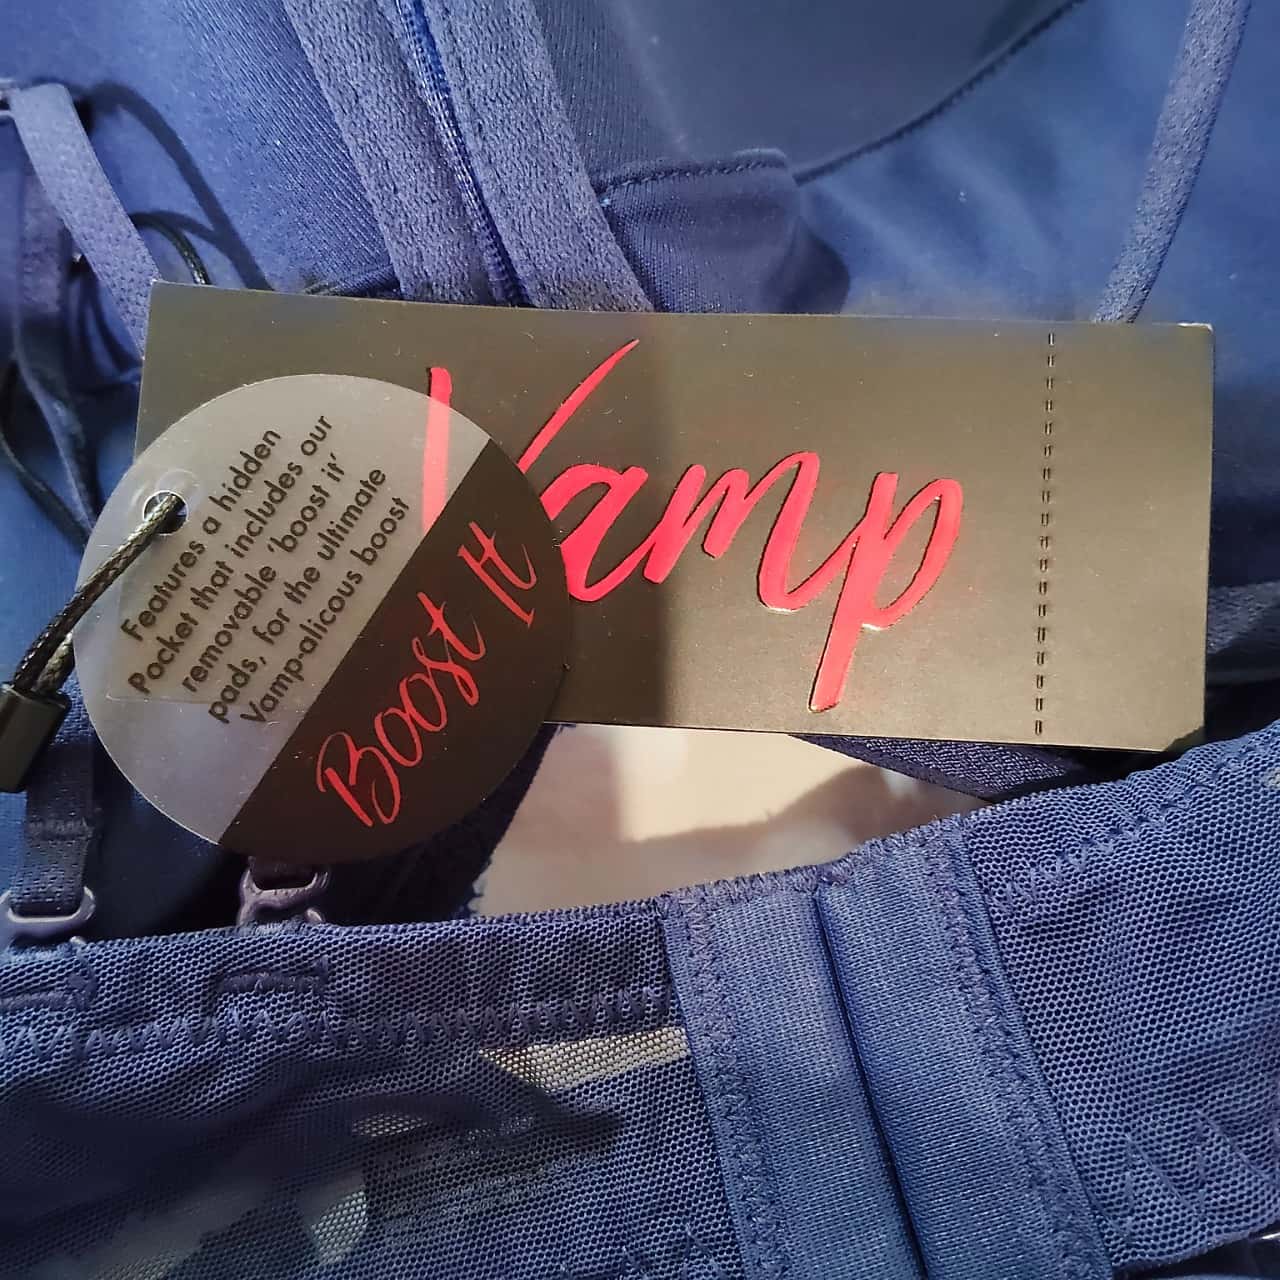 Vamp
Features a hidden
Pocket that includes our
removable 'boost it'
pads, for the ultimate
Vamp-alicous boost
Boost It